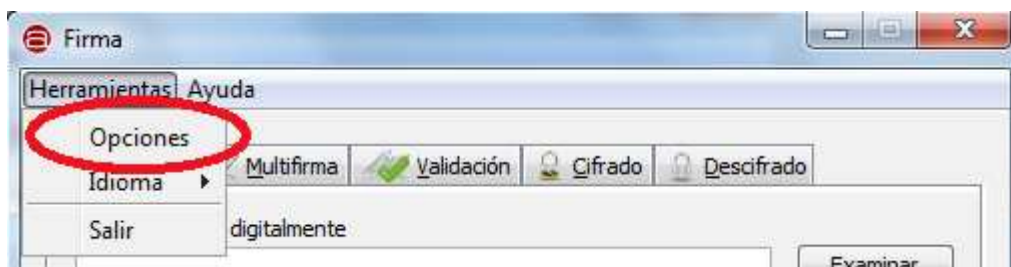 Firma
Herramientas Ayuda
Opciones
Multifirma Validación Cifrado Descifrado
Idioma
Salir digitalmente
Examinar